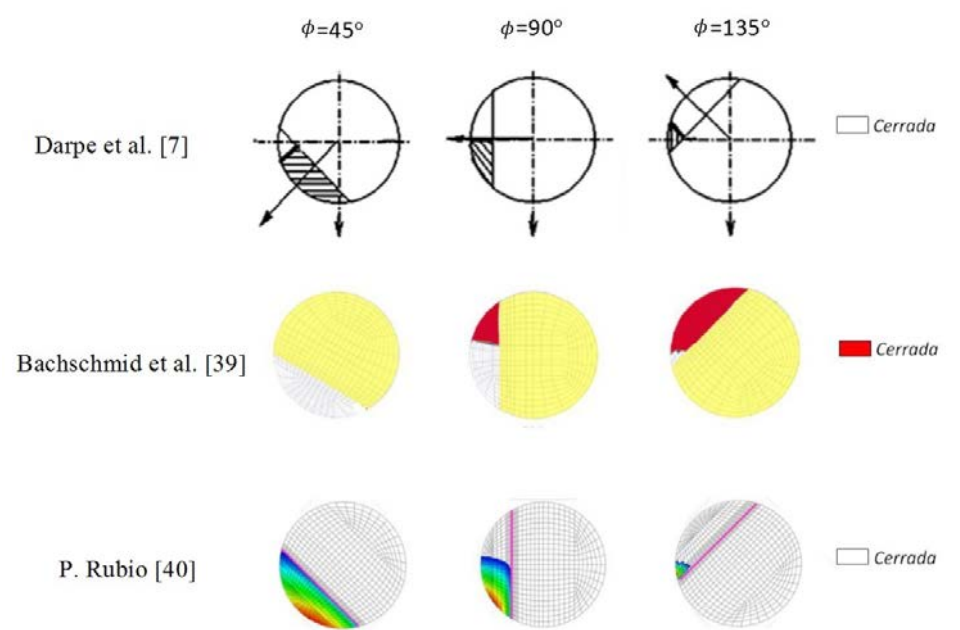 ϕ=45°
ϕ=90°
ϕ=135°
Darpe et al. [7]
Cerrada
Bachschmid et al. [39]
Cerrada
P. Rubio [40]
Cerrada